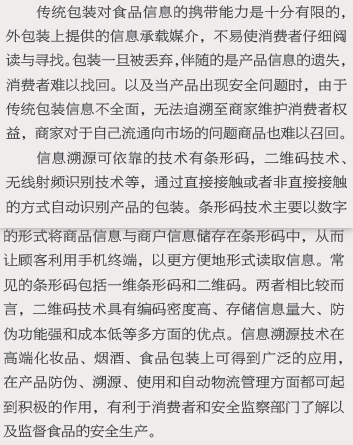 传统包装对食品信息的携带能力是十分有限的，
外包装上提供的信息承载媒介，不易使消费者仔细阅
读与寻找。包装一旦被丢弃，伴随的是产品信息的遗失，
消费者难以找回。以及当产品出现安全问题时，由于
传统包装信息不全面，无法追溯至商家维护消费者权
益，商家对于自己流通向市场的问题商品也难以召回。
信息溯源可依靠的技术有条形码，二维码技术、
无线射频识别技术等，通过直接接触或者非直接接触
的方式自动识别产品的包装。条形码技术主要以数字
的形式将商品信息与商户信息储存在条形码中，从而
让顾客利用手机终端，以更方便地形式读取信息。常
见的条形码包括一维条形码和二维码。两者相比较而
言，二维码技术具有编码密度高、存储信息量大、防
伪功能强和成本低等多方面的优点。信息溯源技术在
高端化妆品、烟酒、食品包装上可得到广泛的应用，
在产品防伪、溯源、使用和自动物流管理方面都可起
到积极的作用，有利于消费者和安全监察部门了解以
及监督食品的安全生产。